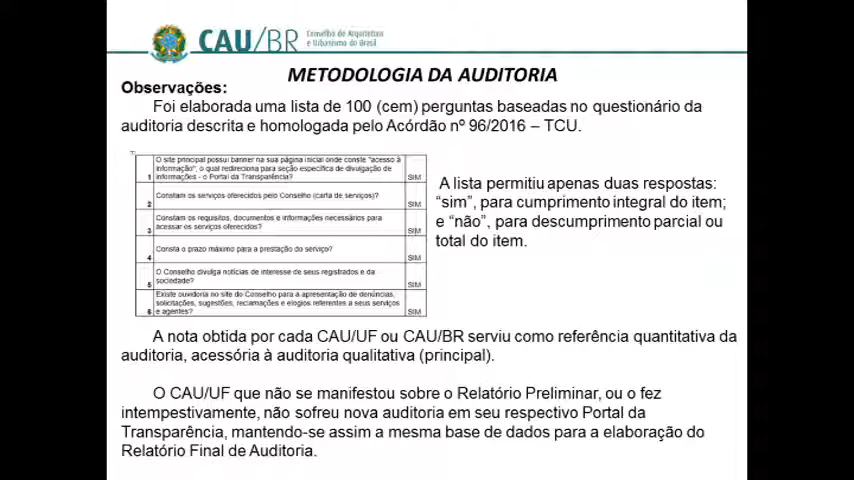 CAU/BR Conselho de Arquitetura
e Urbanismo do Brasil
METODOLOGIA DA AUDITORIA
Observações:
Foi elaborada uma lista de 100 (cem) perguntas baseadas no questionário da
auditoria descrita e homologada pelo Acórdão nº 96/2016 – TCU.
O site principal possui banner na sua página inicial onde conste "acesso à
informação", o qual redireciona para seção específica de divulgação de
1 informações - o Portal da Transparência? SIM
Constam os serviços oferecidos pelo Conselho (carta de serviços)?
2 SIM
Constam os requisitos, documentos e informações necessários para
3 acessar os serviços oferecidos? SIM
Consta o prazo máximo para a prestação do serviço?
4 SIM
O Conselho divulga notícias de interesse de seus registrados e da
5 sociedade? SIM
Existe ouvidoria no site do Conselho para a apresentação de denúncias,
solicitações, sugestões, reclamações e elogios referentes a seus serviços
6 e agentes? SIM
A lista permitiu apenas duas respostas:
“sim”, para cumprimento integral do item;
e “não”, para descumprimento parcial ou
total do item.
A nota obtida por cada CAU/UF ou CAU/BR serviu como referência quantitativa da
auditoria, acessória à auditoria qualitativa (principal).
O CAU/UF que não se manifestou sobre o Relatório Preliminar, ou o fez
intempestivamente, não sofreu nova auditoria em seu respectivo Portal da
Transparência, mantendo-se assim a mesma base de dados para a elaboração do
Relatório Final de Auditoria.